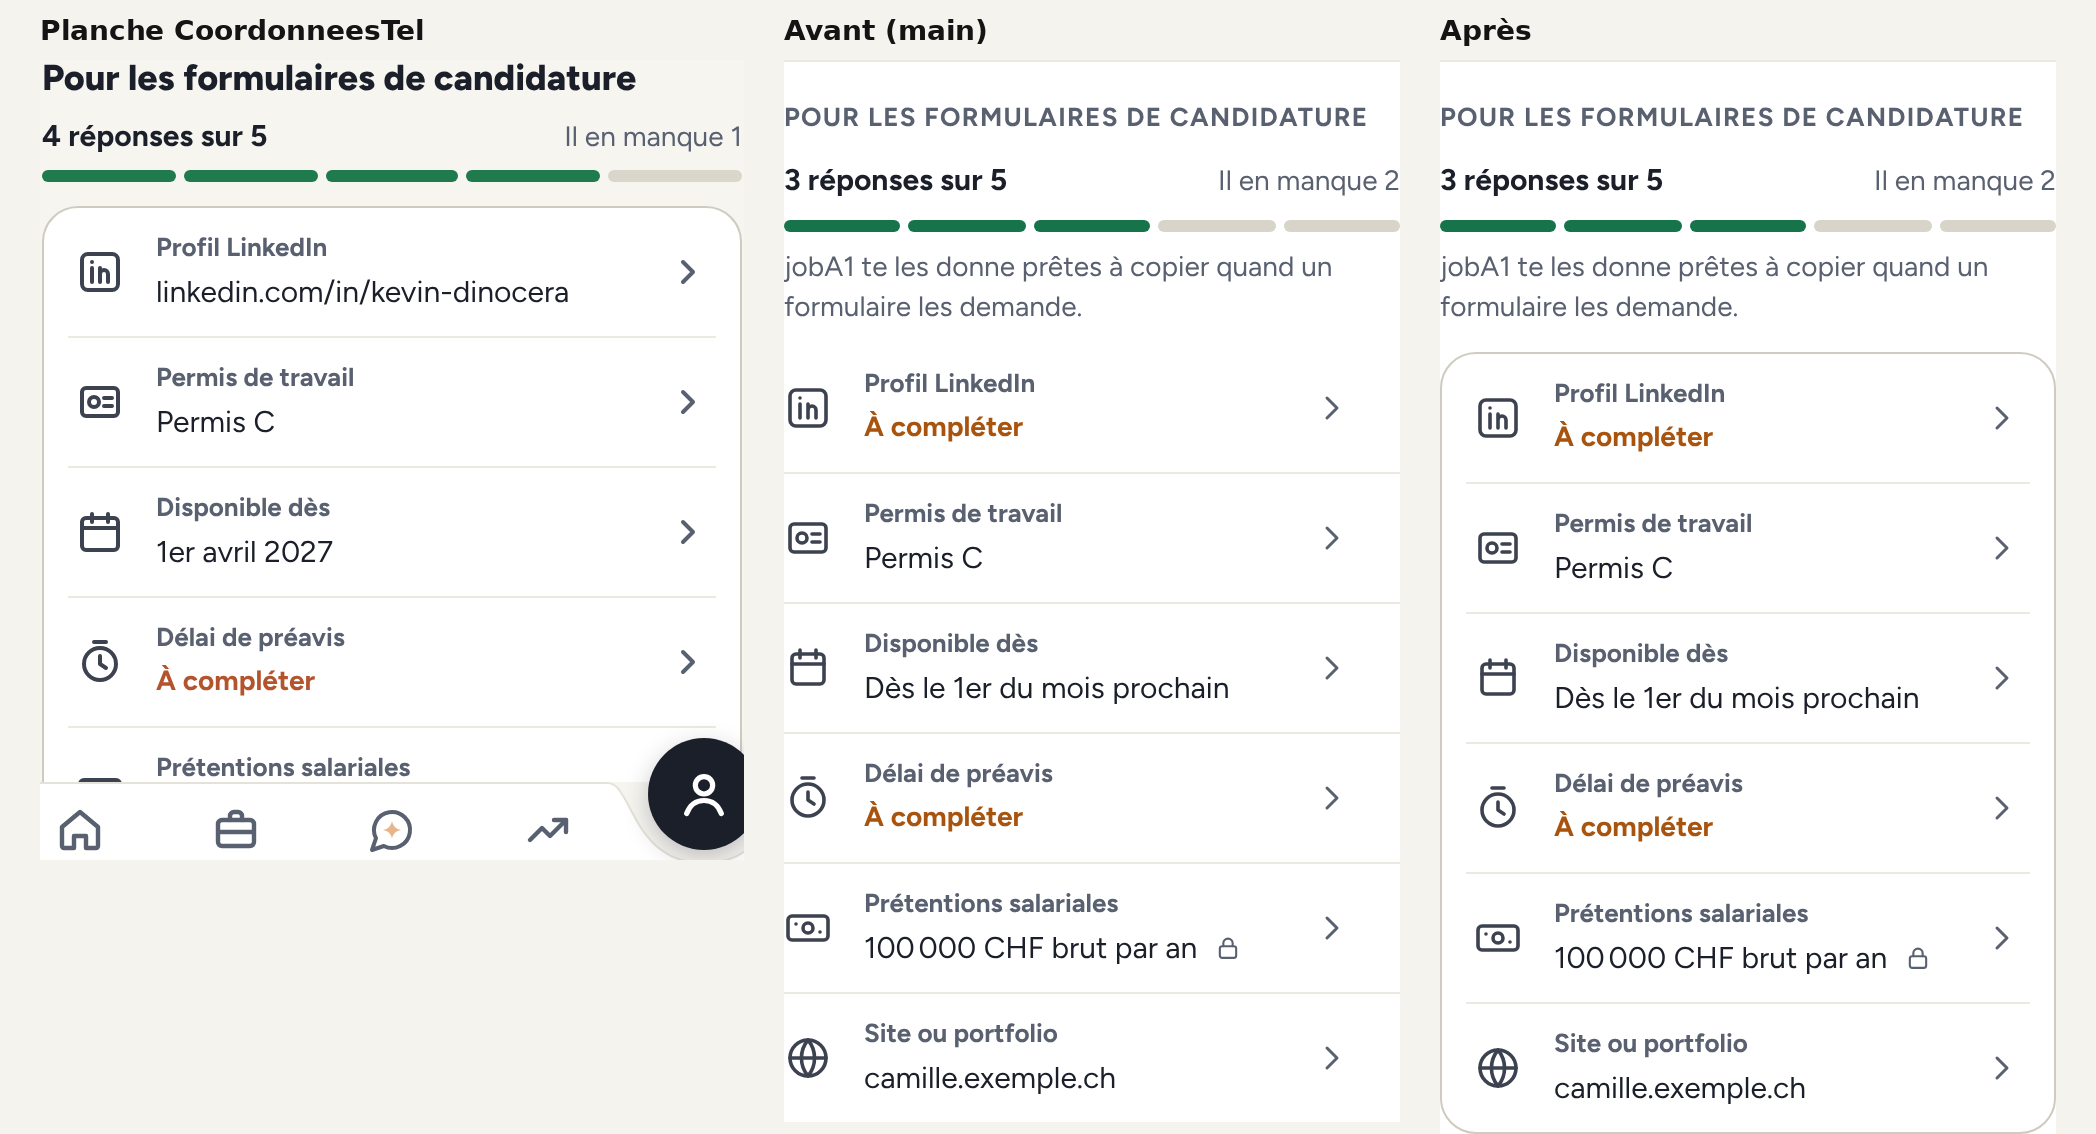 Planche CoordonneesTel
Pour les formulaires de candidature
4 réponses sur 5
Il en manque 1
Profil LinkedIn
linkedin.com/in/kevin-dinocera
Permis de travail
Permis C
Disponible dès
1er avril 2027
Délai de préavis
À compléter
Prétentions salariales
Avant (main)
POUR LES FORMULAIRES DE CANDIDATURE
3 réponses sur 5
Il en manque 2
jobA1 te les donne prêtes à copier quand un
formulaire les demande.
Profil LinkedIn
À compléter
Permis de travail
Permis C
Disponible dès
Dès le 1er du mois prochain
Délai de préavis
À compléter
Prétentions salariales
100 000 CHF brut par an
Site ou portfolio
camille.exemple.ch
Après
POUR LES FORMULAIRES DE CANDIDATURE
3 réponses sur 5
Il en manque 2
jobA1 te les donne prêtes à copier quand un
formulaire les demande.
Profil LinkedIn
À compléter
Permis de travail
Permis C
Disponible dès
Dès le 1er du mois prochain
Délai de préavis
À compléter
Prétentions salariales
100 000 CHF brut par an
Site ou portfolio
camille.exemple.ch